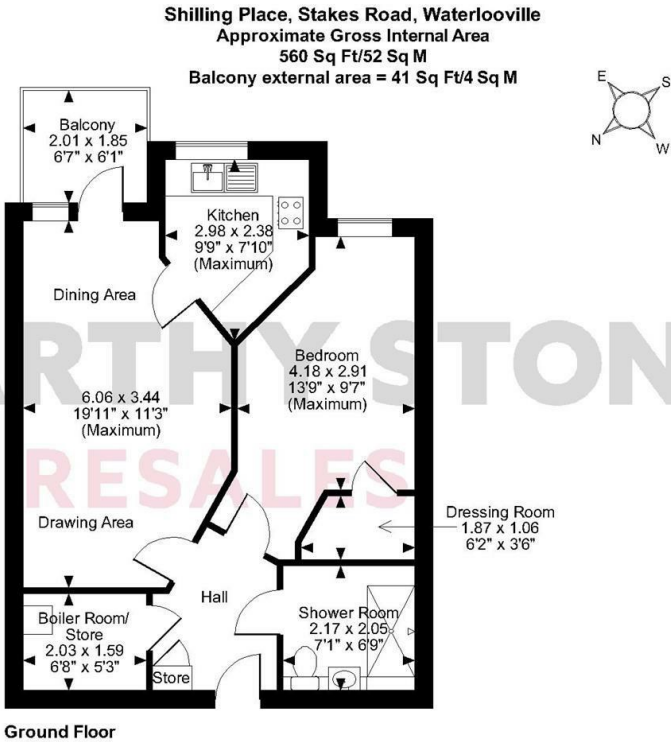 Shilling Place, Stakes Road, Waterlooville
Approximate Gross Internal Area
560 Sq Ft/52 Sq M
Balcony external area = 41 Sq Ft/4 Sq M
E
S
N
W
Balcony
2.01 x 1.85
6'7" x 6'1"
Kitchen
2.98 x 2.38
9'9" x 7'10"
(Maximum)
Dining Area
ARTHY STON
Bedroom
4.18 x 2.91
13'9" x 9'7"
(Maximum)
6.06 x 3.44
19'11" x 11'3"
(Maximum)
RESALES
Drawing Area
Dressing Room
1.87 x 1.06
6'2" x 3'6"
Hall
Boiler Room/
Store
2.03 x 1.59
6'8" x 5'3"
Shower Room
2.17 x 2.05
7'1" x 6'9"
Store
Ground Floor